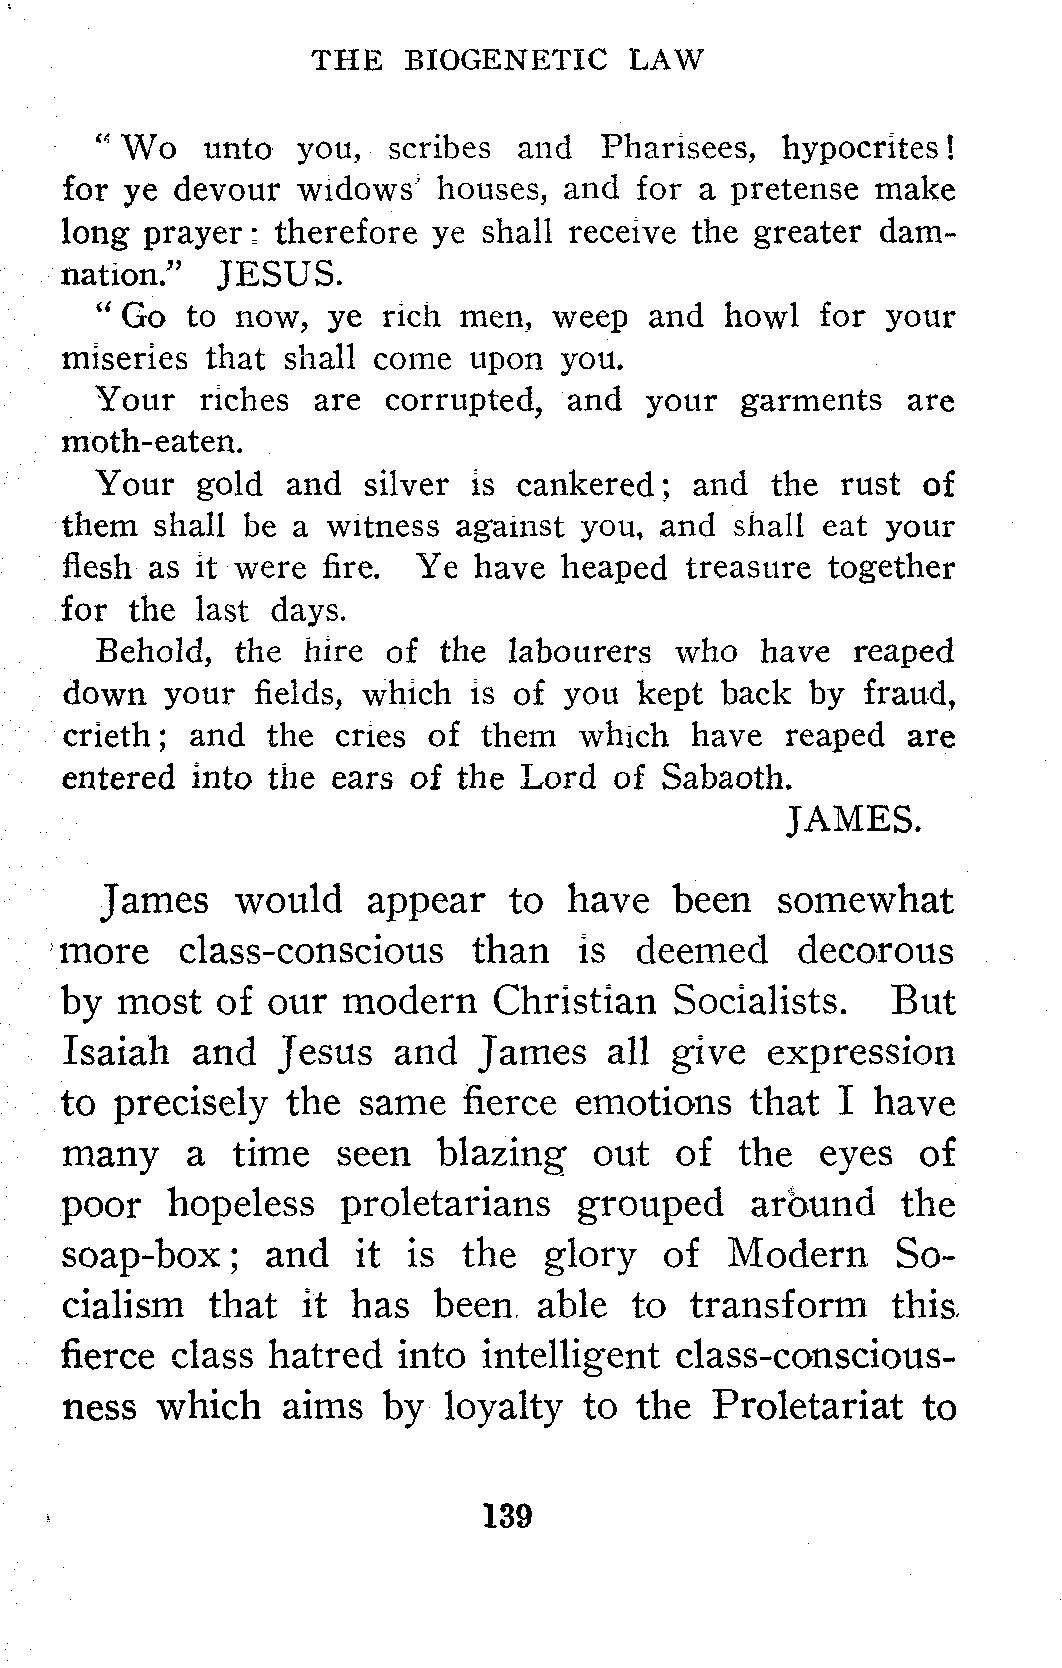 THE BIOGENETIC LAW
“ Wo unto you, scribes and Pharisees, hypocrites!
for ye devour widows’ houses, and for a pretense make
long prayer : therefore ye shall receive the greater dam-
nation.” JESUS.
“ Go to now, ye rich men, weep and howl for your
miseries that shall come upon you.
Your riches are corrupted, and your garments are
moth-eaten.
Your gold and silver is cankered; and the rust of
them shall be a witness against you, and shall eat your
flesh as it were fire. Ye have heaped treasure together
for the last days.
Behold, the hire of the labourers who have reaped
down your fields, which is of you kept back by fraud,
crieth; and the cries of them which have reaped are
entered into the ears of the Lord of Sabaoth.
JAMES.
James would appear to have been somewhat
more class-conscious than is deemed decorous
by most of our modern Christian Socialists. But
Isaiah and Jesus and James all give expression
to precisely the same fierce emotions that I have
many a time seen blazing out of the eyes of
poor hopeless proletarians grouped around the
soap-box; and it is the glory of Modern So-
cialism that it has been able to transform this
fierce class hatred into intelligent class-conscious-
ness which aims by loyalty to the Proletariat to
139